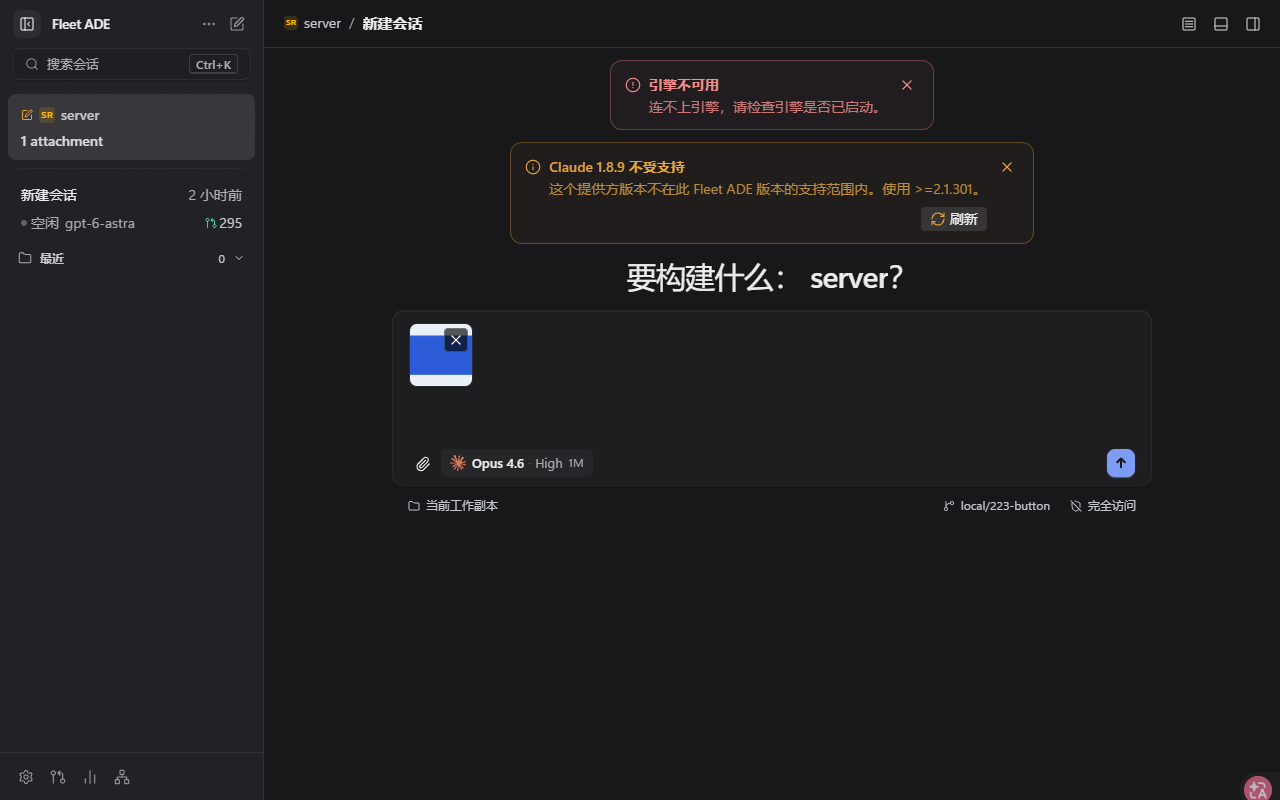 Fleet ADE
搜索会话 Ctrl+K
SR server
1 attachment
新建会话 2 小时前
空闲 gpt-6-astra 295
最近 0
SR server / 新建会话
引擎不可用
连不上引擎，请检查引擎是否已启动。
Claude 1.8.9 不受支持
这个提供方版本不在此 Fleet ADE 版本的支持范围内。使用 >=2.1.301。
刷新
要构建什么： server？
Opus 4.6 · High 1M
当前工作副本
local/223-button
完全访问